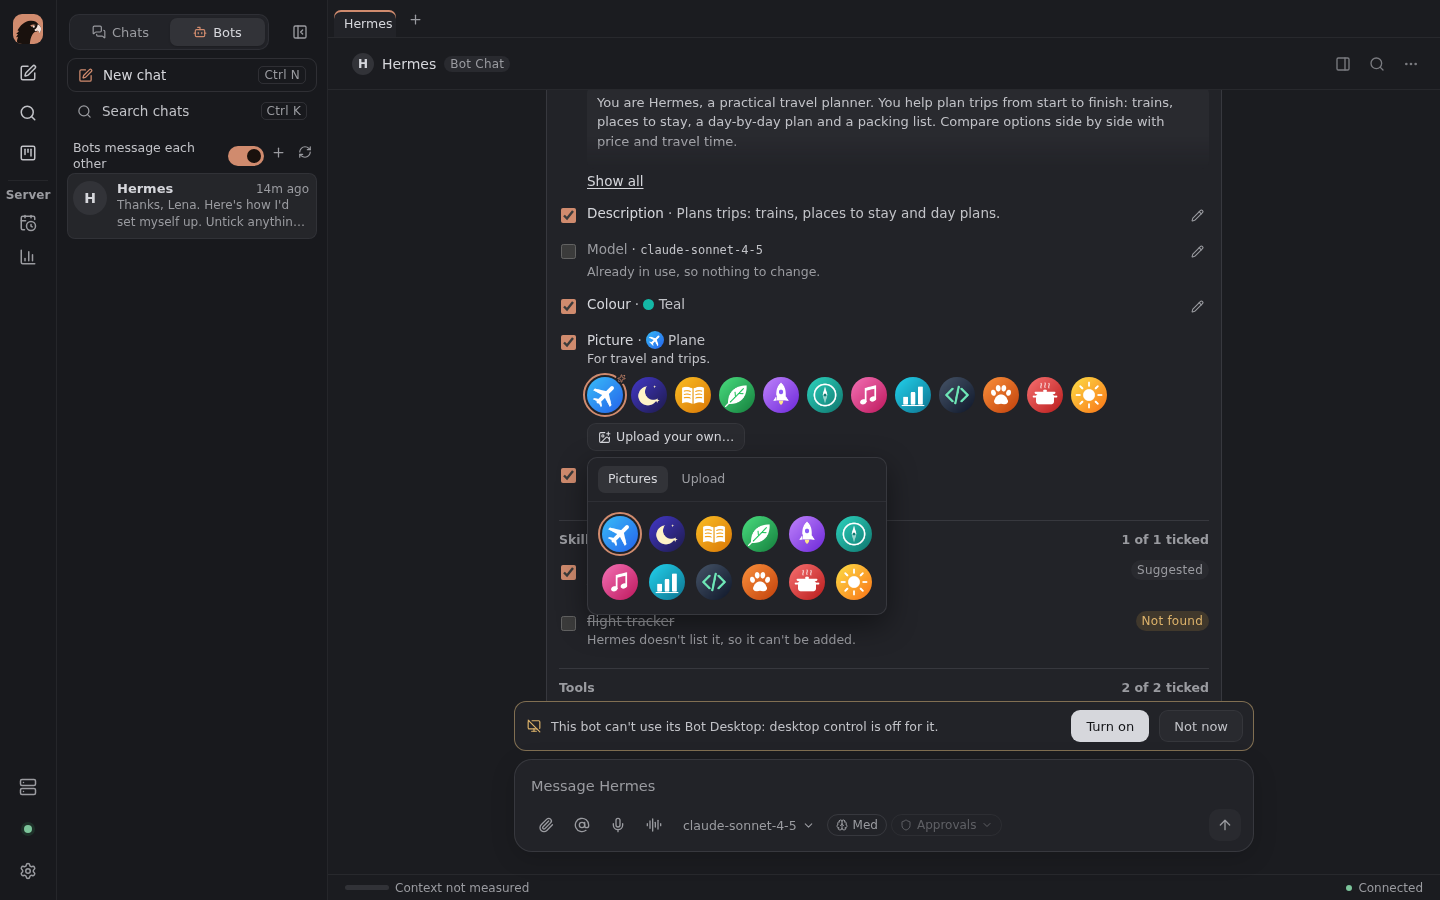 Chats
Bots
New chat
Ctrl N
Search chats
Ctrl K
Bots message each
other
Server
H
Hermes
14m ago
Thanks, Lena. Here's how I'd
set myself up. Untick anythin…
Hermes
H
Hermes
Bot Chat
You are Hermes, a practical travel planner. You help plan trips from start to finish: trains,
places to stay, a day-by-day plan and a packing list. Compare options side by side with
price and travel time.
Show all
Description · Plans trips: trains, places to stay and day plans.
Model · claude-sonnet-4-5
Already in use, so nothing to change.
Colour · Teal
Picture · Plane
For travel and trips.
Upload your own…
Pictures
Upload
Skill
1 of 1 ticked
Suggested
flight-tracker
Not found
Hermes doesn't list it, so it can't be added.
Tools
2 of 2 ticked
This bot can't use its Bot Desktop: desktop control is off for it.
Turn on
Not now
Message Hermes
claude-sonnet-4-5
Med
Approvals
Context not measured
Connected